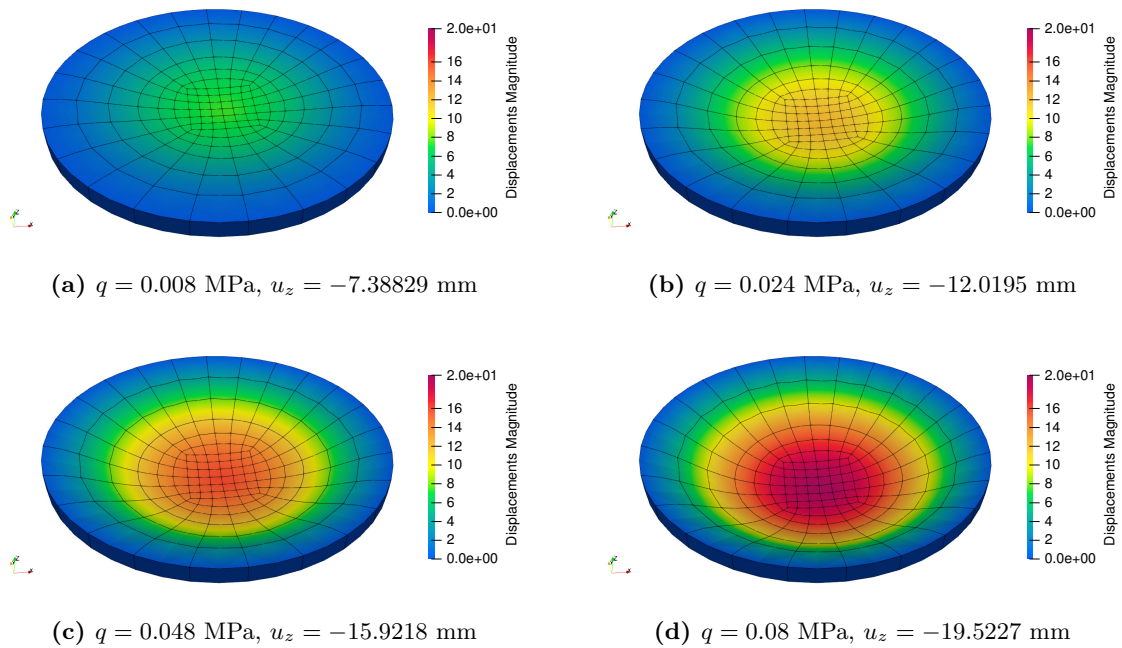 2.0e+01
16
14
12
10
8
6
4
2
0.0e+00
Displacements Magnitude
(a) q = 0.008 MPa, u_z = −7.38829 mm
2.0e+01
16
14
12
10
8
6
4
2
0.0e+00
Displacements Magnitude
(b) q = 0.024 MPa, u_z = −12.0195 mm
2.0e+01
16
14
12
10
8
6
4
2
0.0e+00
Displacements Magnitude
(c) q = 0.048 MPa, u_z = −15.9218 mm
2.0e+01
16
14
12
10
8
6
4
2
0.0e+00
Displacements Magnitude
(d) q = 0.08 MPa, u_z = −19.5227 mm